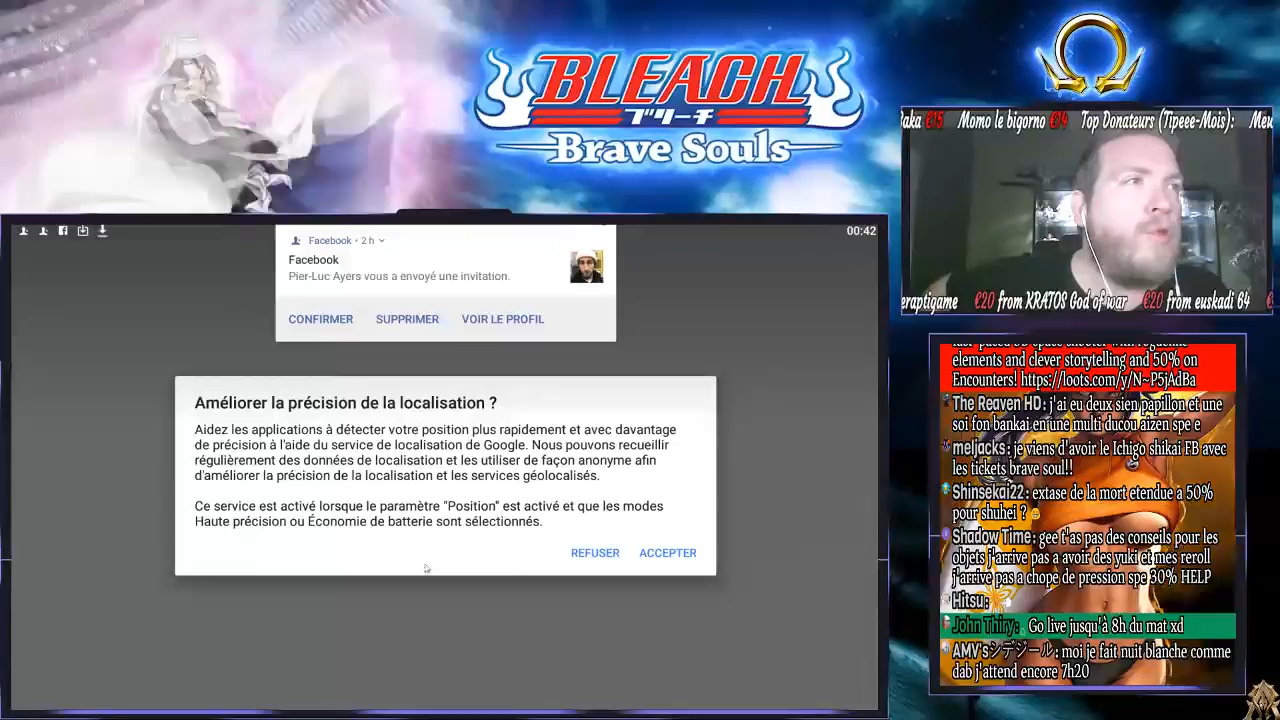 BLEACH
ブリーチ
Brave Souls
aka €15 Momo le bigorno €14 Top Donateurs (Tipeee-Mois): Meu
eraptigame €20 from KRATOS God of war €20 from euskadi 64
00:42
Facebook • 2 h
Facebook
Pier-Luc Ayers vous a envoyé une invitation.
CONFIRMER SUPPRIMER VOIR LE PROFIL
Améliorer la précision de la localisation ?
Aidez les applications à détecter votre position plus rapidement et avec davantage
de précision à l'aide du service de localisation de Google. Nous pouvons recueillir
régulièrement des données de localisation et les utiliser de façon anonyme afin
d'améliorer la précision de la localisation et les services géolocalisés.
Ce service est activé lorsque le paramètre "Position" est activé et que les modes
Haute précision ou Économie de batterie sont sélectionnés.
REFUSER ACCEPTER
elements and clever storytelling and 50% on
Encounters! https://loots.com/y/N~P5jAdBa
The Reaven HD: j'ai eu deux sien papillon et une
soi fon bankai en une multi ducou aizen spe e
meljacks: je viens d'avoir le Ichigo shikai FB avec
les tickets brave soul!!
Shinsekai22: extase de la mort etendue a 50%
pour shuhei ?
Shadow Time: gee t'as pas des conseils pour les
objets j'arrive pas a avoir des yuki et mes reroll
j'arrive pas a chope de pression spe 30% HELP
Hitsu:
John Thiry: Go live jusqu'à 8h du mat xd
AMV'sシデジール: moi je fait nuit blanche comme
dab j'attend encore 7h20